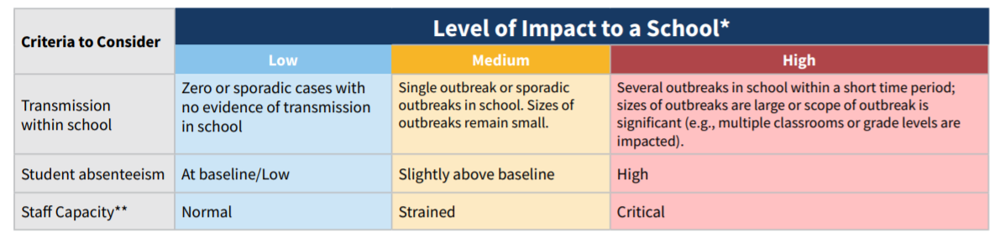 Criteria to Consider
Level of Impact to a School*
Low
Medium
High
Transmission
within school
Zero or sporadic cases with
no evidence of transmission
in school
Single outbreak or sporadic
outbreaks in school. Sizes of
outbreaks remain small.
Several outbreaks in school within a short time period;
sizes of outbreaks are large or scope of outbreak is
significant (e.g., multiple classrooms or grade levels are
impacted).
Student absenteeism
At baseline/Low
Slightly above baseline
High
Staff Capacity**
Normal
Strained
Critical